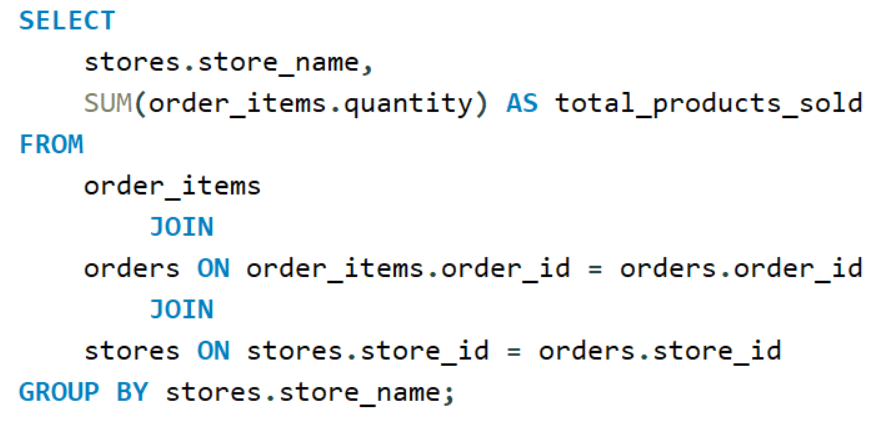 SELECT
    stores.store_name,
    SUM(order_items.quantity) AS total_products_sold
FROM
    order_items
        JOIN
    orders ON order_items.order_id = orders.order_id
        JOIN
    stores ON stores.store_id = orders.store_id
GROUP BY stores.store_name;